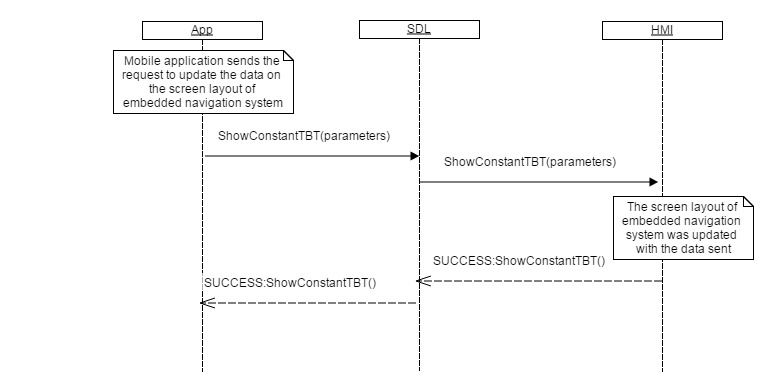 App
SDL
HMI
Mobile application sends the
request to update the data on
the screen layout of
embedded navigation system
ShowConstantTBT(parameters)
ShowConstantTBT(parameters)
The screen layout of
embedded navigation
system was updated
with the data sent
SUCCESS:ShowConstantTBT()
SUCCESS:ShowConstantTBT()